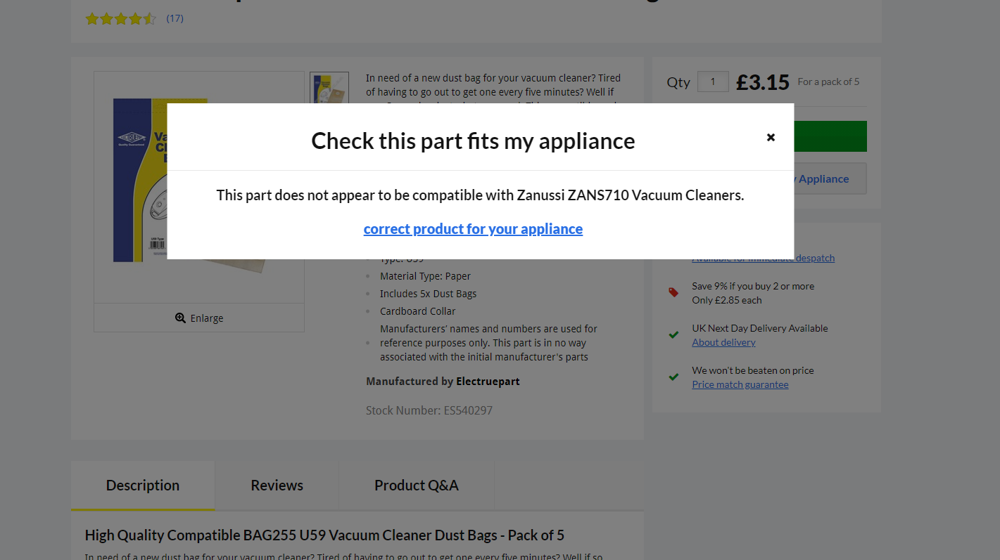 (17)
In need of a new dust bag for your vacuum cleaner? Tired
of having to go out to get one every five minutes? Well if
Qty 1 £3.15 For a pack of 5
Check this part fits my appliance
This part does not appear to be compatible with Zanussi ZANS710 Vacuum Cleaners.
correct product for your appliance
Appliance
Type: U59
Material Type: Paper
Includes 5x Dust Bags
Cardboard Collar
Manufacturers' names and numbers are used for
reference purposes only. This part is in no way
associated with the initial manufacturer's parts
Manufactured by Electruepart
Stock Number: ES540297
Enlarge
Available for immediate despatch
Save 9% if you buy 2 or more
Only £2.85 each
UK Next Day Delivery Available
About delivery
We won't be beaten on price
Price match guarantee
Description
Reviews
Product Q&A
High Quality Compatible BAG255 U59 Vacuum Cleaner Dust Bags - Pack of 5
In need of a new dust bag for your vacuum cleaner? Tired of having to go out to get one every five minutes? Well if so